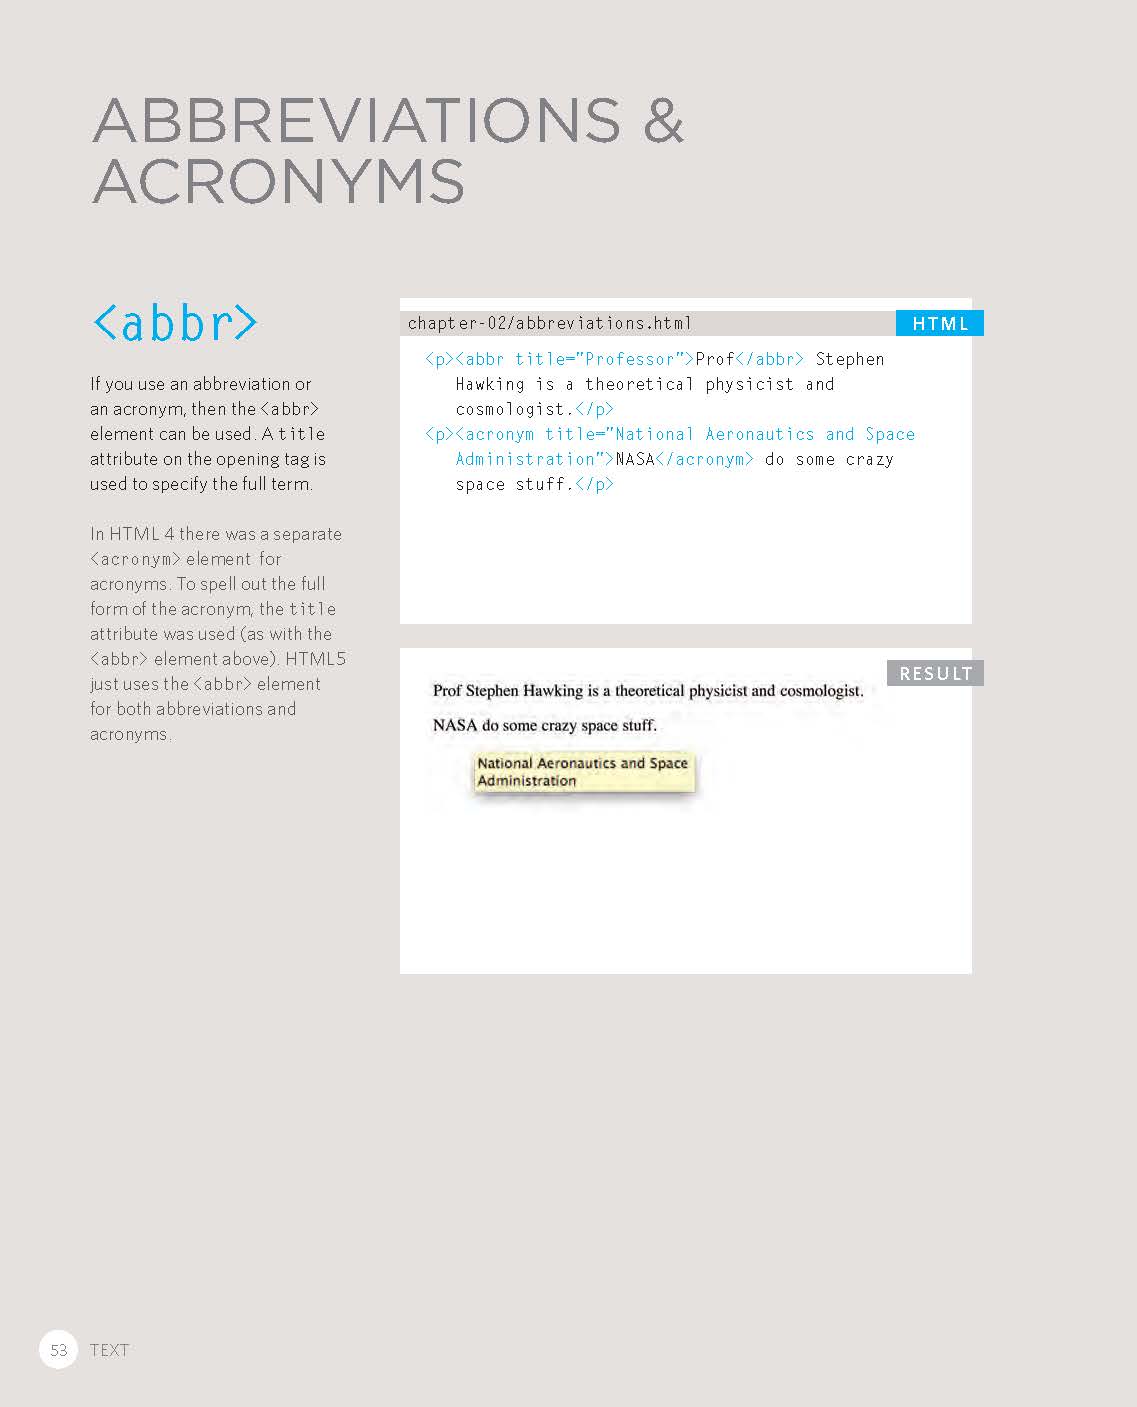 ABBREVIATIONS &
ACRONYMS
<abbr>
If you use an abbreviation or
an acronym, then the <abbr>
element can be used. A title
attribute on the opening tag is
used to specify the full term.
In HTML 4 there was a separate
<acronym> element for
acronyms. To spell out the full
form of the acronym, the title
attribute was used (as with the
<abbr> element above). HTML5
just uses the <abbr> element
for both abbreviations and
acronyms.
chapter-02/abbreviations.html
HTML
<p><abbr title="Professor">Prof</abbr> Stephen
Hawking is a theoretical physicist and
cosmologist.</p>
<p><acronym title="National Aeronautics and Space
Administration">NASA</acronym> do some crazy
space stuff.</p>
RESULT
Prof Stephen Hawking is a theoretical physicist and cosmologist.
NASA do some crazy space stuff.
National Aeronautics and Space
Administration
53 TEXT